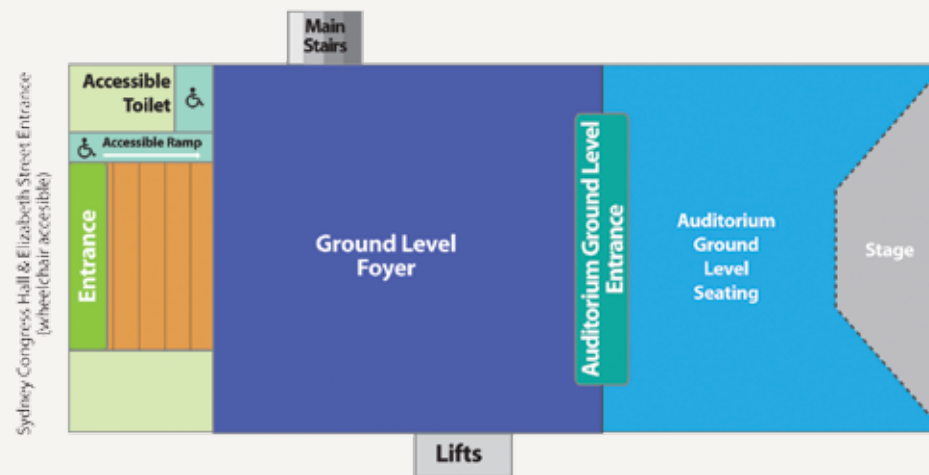 Main
Stairs
Accessible
Toilet
Accessible Ramp
Sydney Congress Hall & Elizabeth Street Entrance
(wheelchair accesible)
Entrance
Ground Level
Foyer
Auditorium Ground Level
Entrance
Auditorium
Ground
Level
Seating
Stage
Lifts